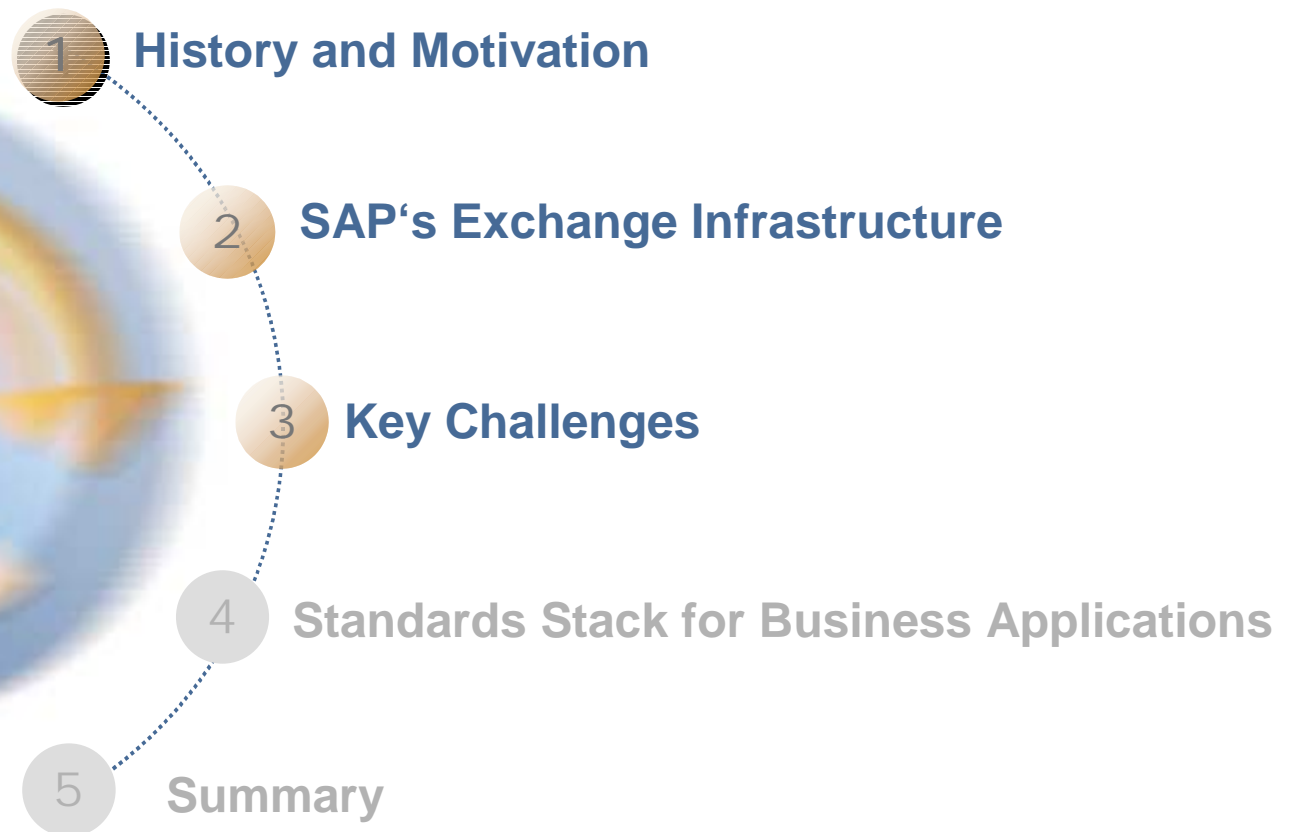 1 History and Motivation
2 SAP‘s Exchange Infrastructure
3 Key Challenges
4 Standards Stack for Business Applications
5 Summary